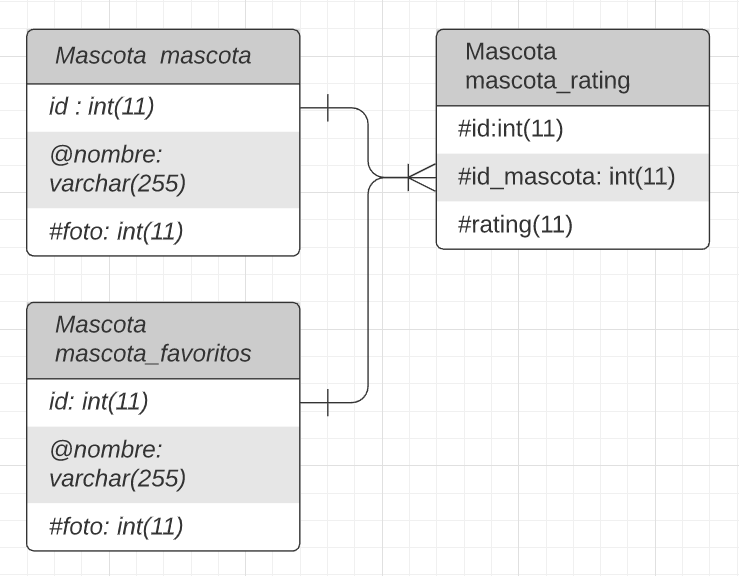 Mascota mascota
id : int(11)
@nombre:
varchar(255)
#foto: int(11)
Mascota
mascota_rating
#id:int(11)
#id_mascota: int(11)
#rating(11)
Mascota
mascota_favoritos
id: int(11)
@nombre:
varchar(255)
#foto: int(11)